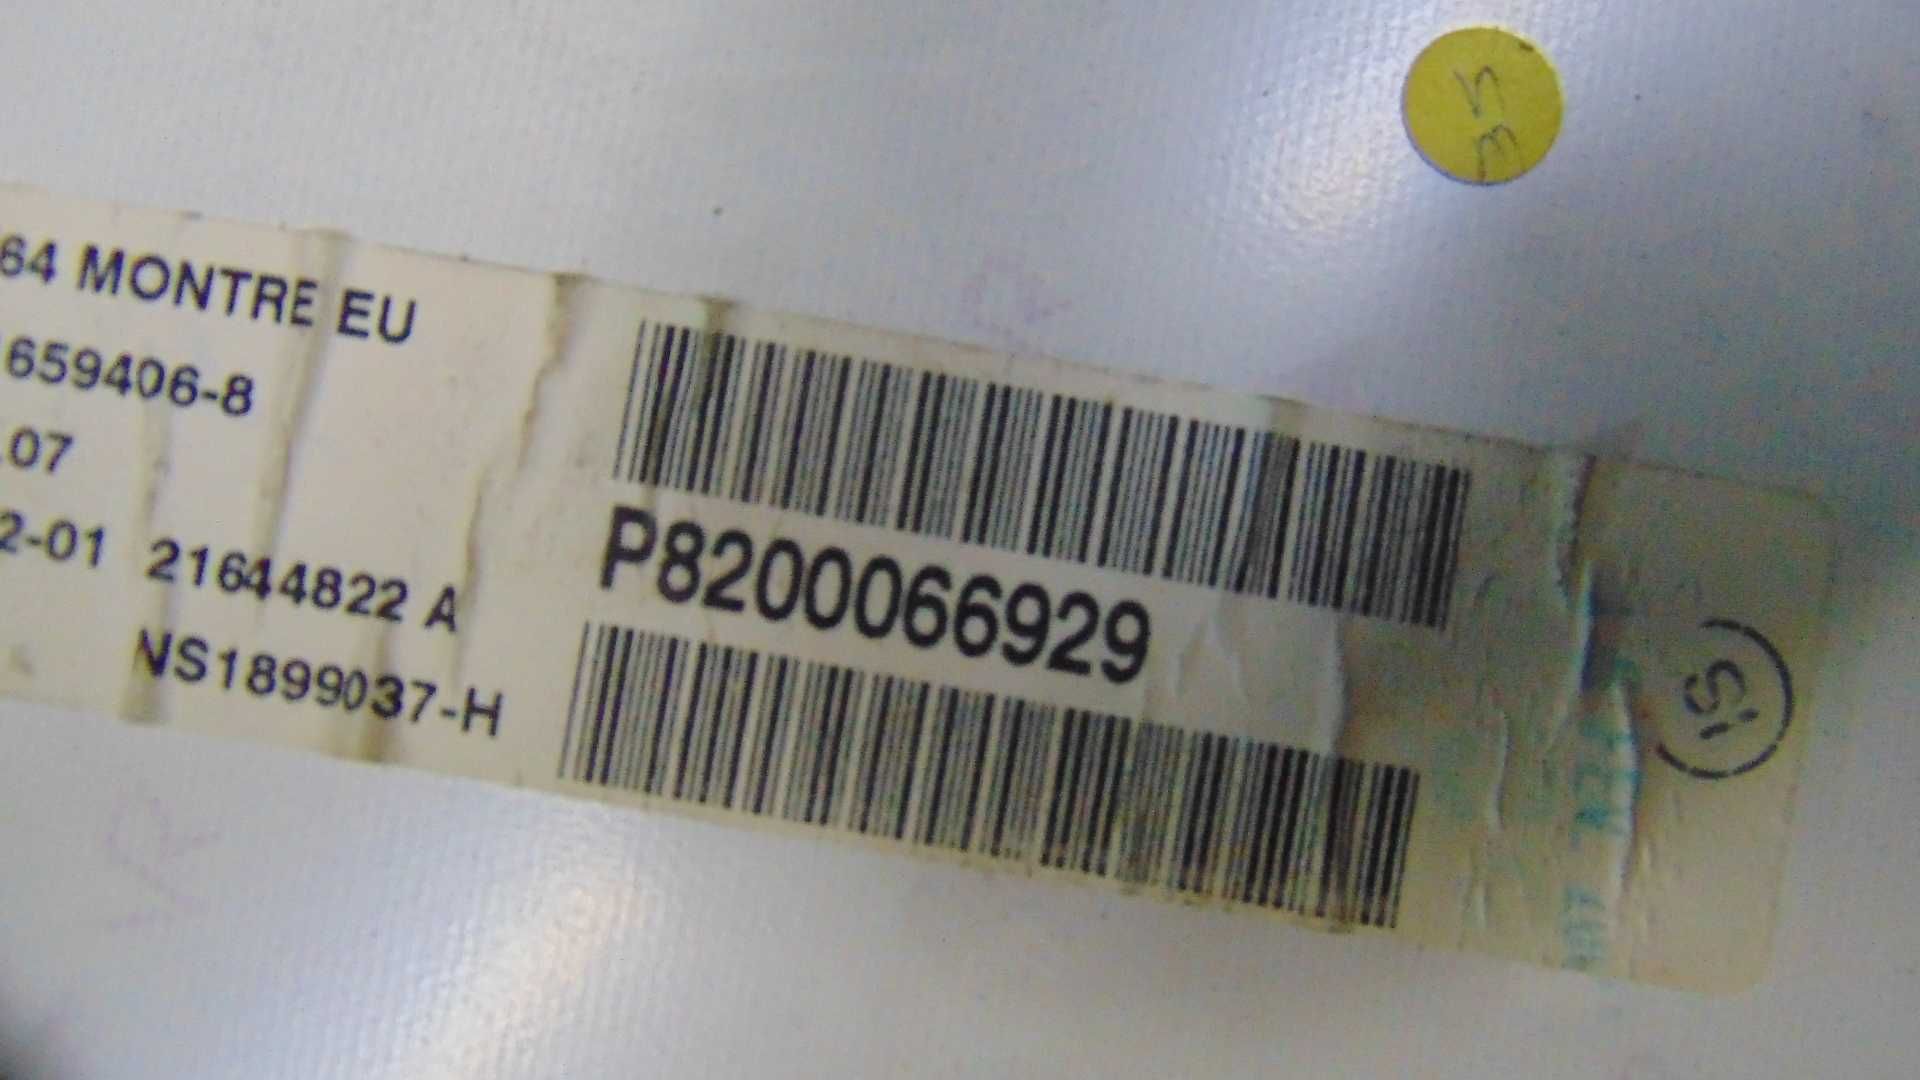 64 MONTRE EU
659406-8
.07
2-01 21644822 A
NS1899037-H
P8200066929